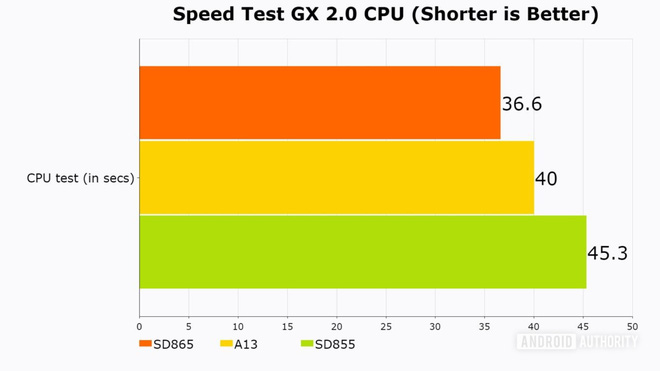 Speed Test GX 2.0 CPU (Shorter is Better)
36.6
CPU test (in secs)
40
45.3
0 5 10 15 20 25 30 35 40 45 50
SD865 A13 SD855
ANDROID AUTHORITY